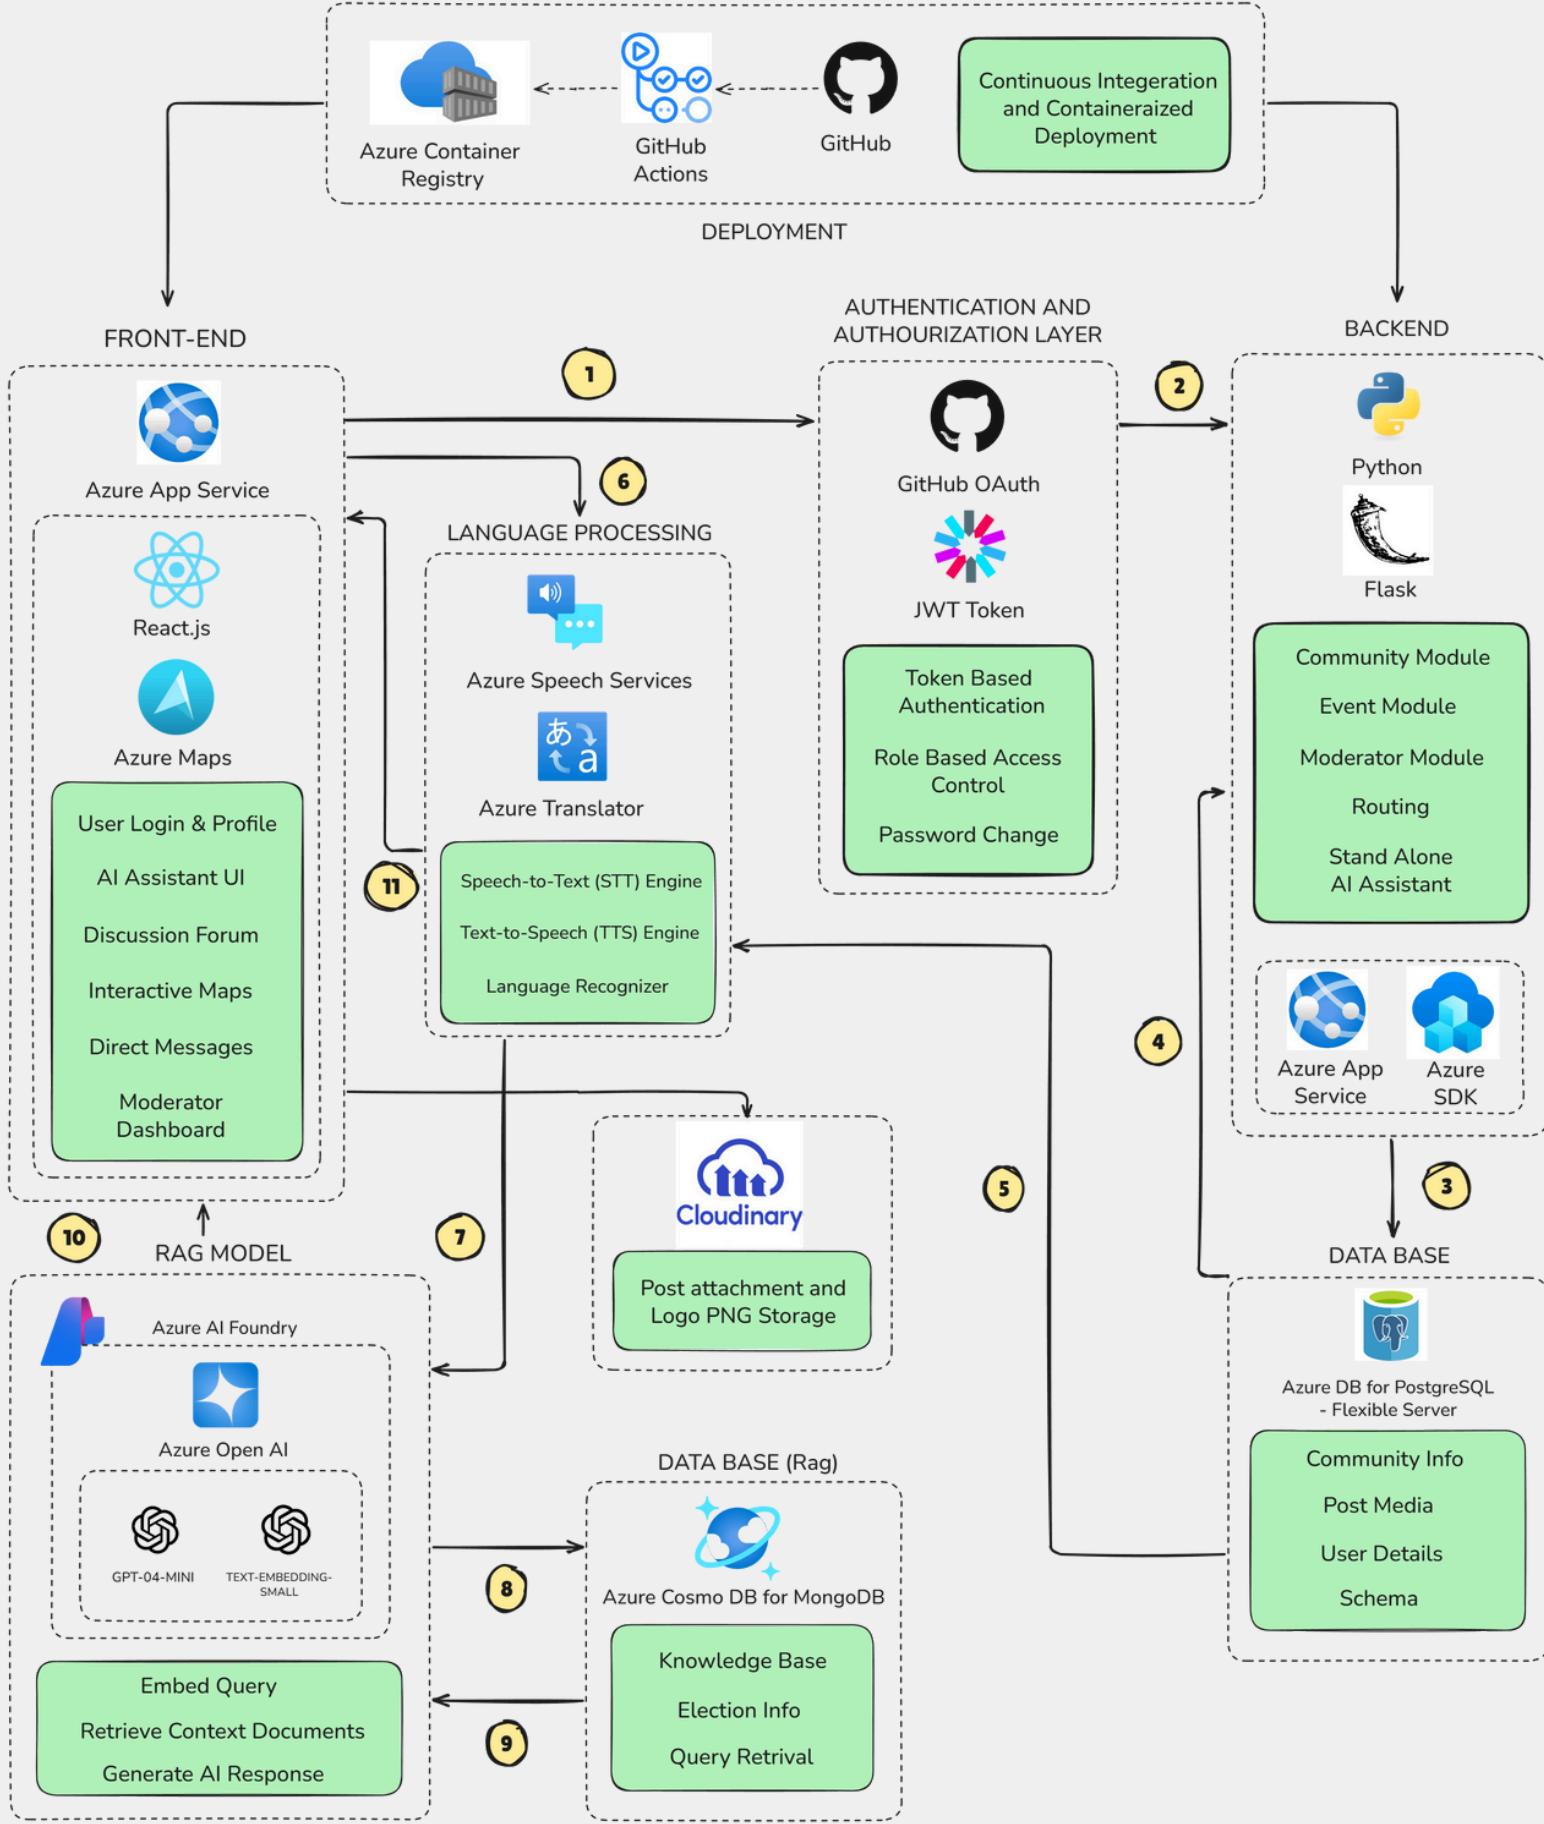 Continuous Integeration
and Containeraized
Deployment
Azure Container
Registry
GitHub
Actions
GitHub
DEPLOYMENT
FRONT-END
Azure App Service
React.js
Azure Maps
User Login & Profile
AI Assistant UI
Discussion Forum
Interactive Maps
Direct Messages
Moderator
Dashboard
1
6
11
LANGUAGE PROCESSING
Azure Speech Services
あ
a
Azure Translator
Speech-to-Text (STT) Engine
Text-to-Speech (TTS) Engine
Language Recognizer
AUTHENTICATION AND
AUTHOURIZATION LAYER
GitHub OAuth
JWT Token
Token Based
Authentication
Role Based Access
Control
Password Change
2
BACKEND
Python
Flask
Community Module
Event Module
Moderator Module
Routing
Stand Alone
AI Assistant
Azure App
Service
Azure
SDK
4
3
5
7
10
Cloudinary
Post attachment and
Logo PNG Storage
DATA BASE
Azure DB for PostgreSQL
- Flexible Server
Community Info
Post Media
User Details
Schema
RAG MODEL
Azure AI Foundry
Azure Open AI
GPT-04-MINI
TEXT-EMBEDDING-
SMALL
Embed Query
Retrieve Context Documents
Generate AI Response
8
9
DATA BASE (Rag)
Azure Cosmo DB for MongoDB
Knowledge Base
Election Info
Query Retrival